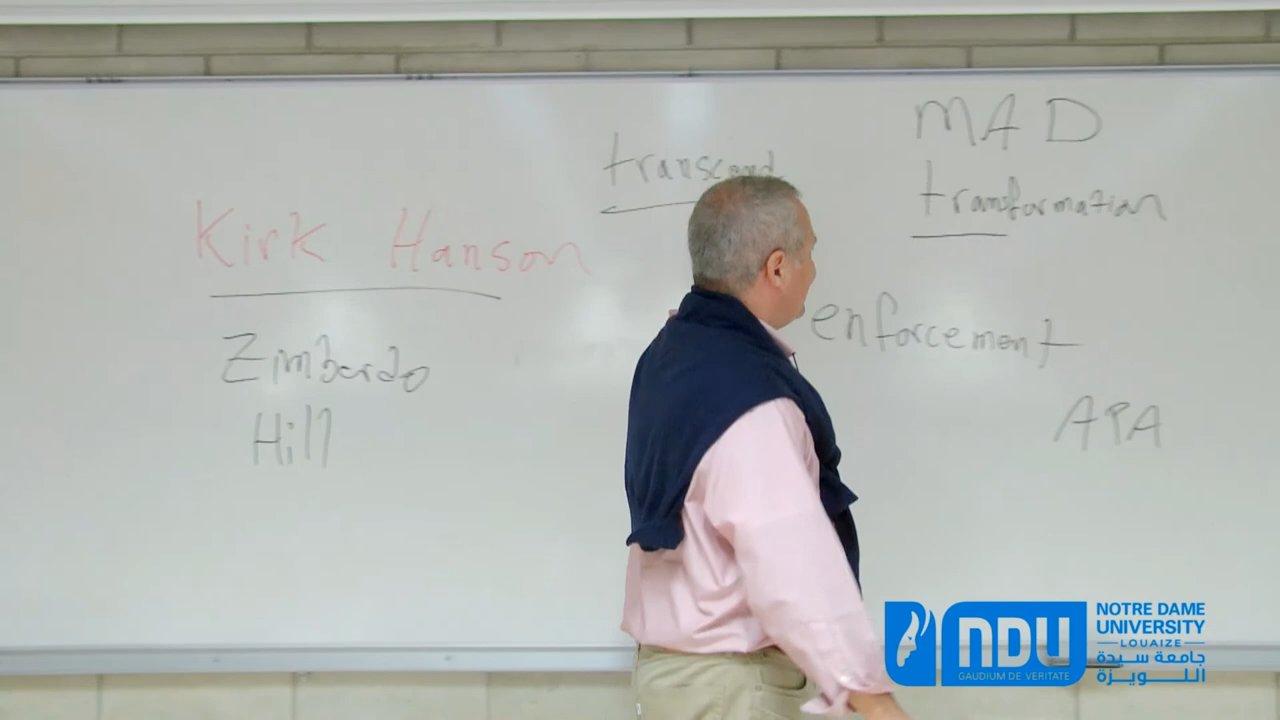 MAD
transcend
transformation
Kirk Hanson
enforcement
Zimbardo
Hill
APA
NDU
GAUDIUM DE VERITATE
NOTRE DAME
UNIVERSITY
LOUAIZE
جامعة سيدة
اللويزة